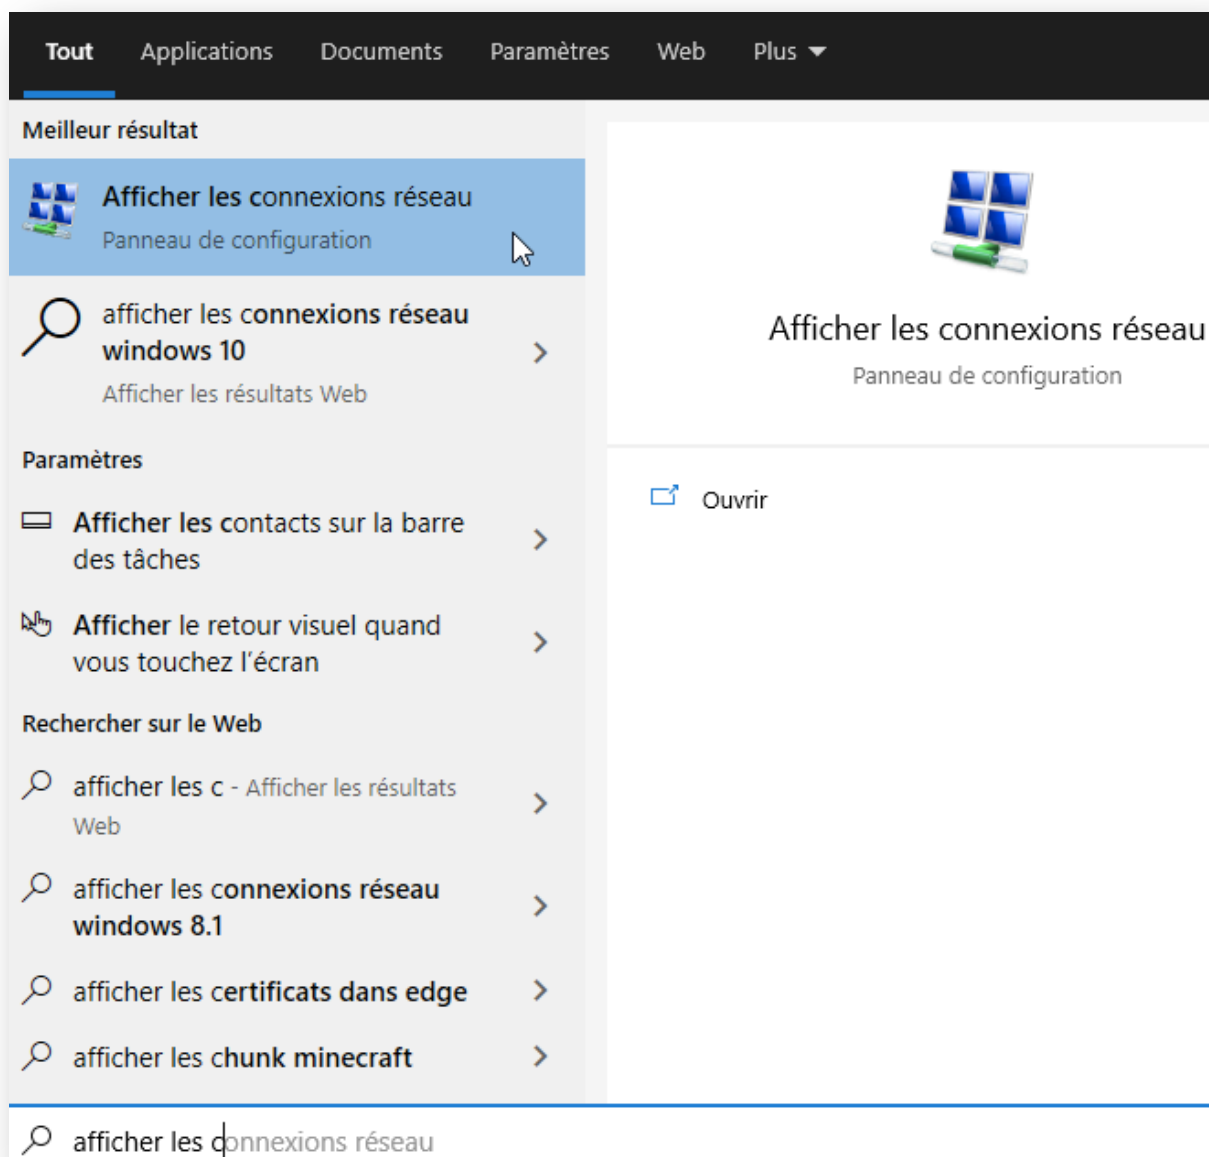 Tout Applications Documents Paramètres Web Plus
Meilleur résultat
Afficher les connexions réseau
Panneau de configuration
afficher les connexions réseau
windows 10
Afficher les résultats Web
Paramètres
Afficher les contacts sur la barre
des tâches
Afficher le retour visuel quand
vous touchez l'écran
Rechercher sur le Web
afficher les c - Afficher les résultats
Web
afficher les connexions réseau
windows 8.1
afficher les certificats dans edge
afficher les chunk minecraft
afficher les connexions réseau
Afficher les connexions réseau
Panneau de configuration
Ouvrir